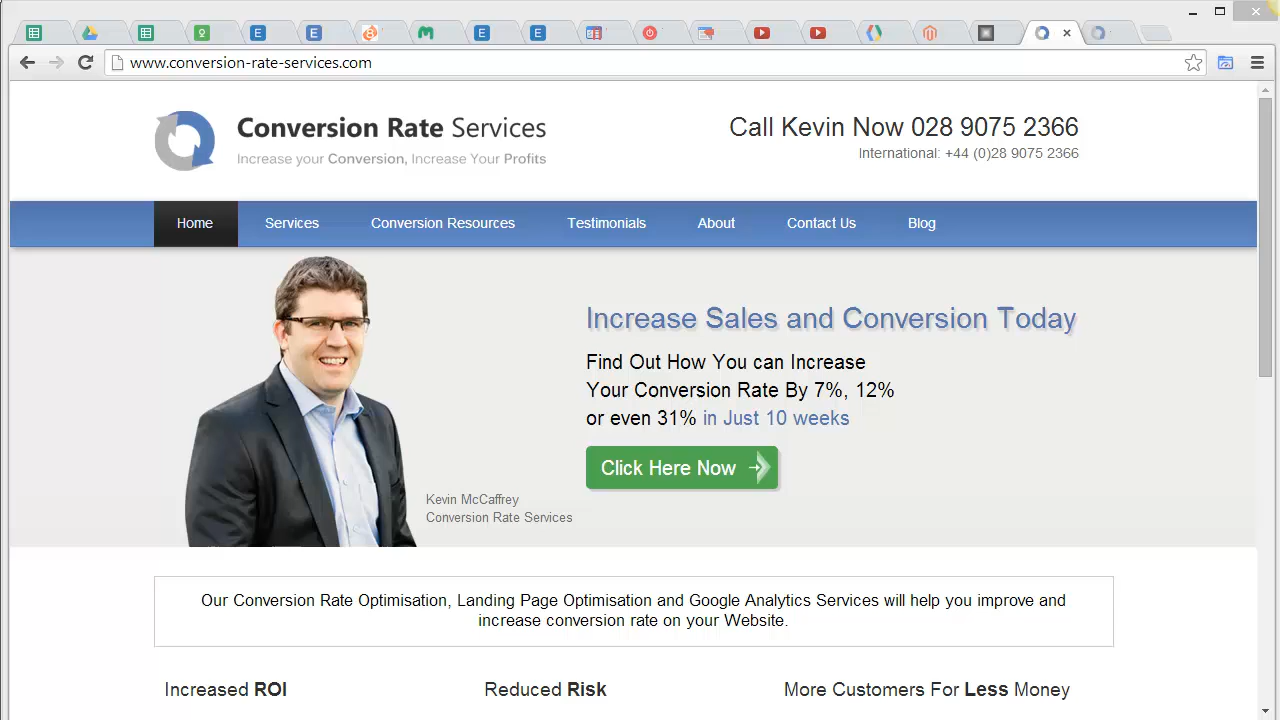 www.conversion-rate-services.com
Conversion Rate Services
Increase your Conversion, Increase Your Profits
Call Kevin Now 028 9075 2366
International: +44 (0)28 9075 2366
Home Services Conversion Resources Testimonials About Contact Us Blog
Increase Sales and Conversion Today
Find Out How You can Increase
Your Conversion Rate By 7%, 12%
or even 31% in Just 10 weeks
Click Here Now
Kevin McCaffrey
Conversion Rate Services
Our Conversion Rate Optimisation, Landing Page Optimisation and Google Analytics Services will help you improve and
increase conversion rate on your Website.
Increased ROI
Reduced Risk
More Customers For Less Money